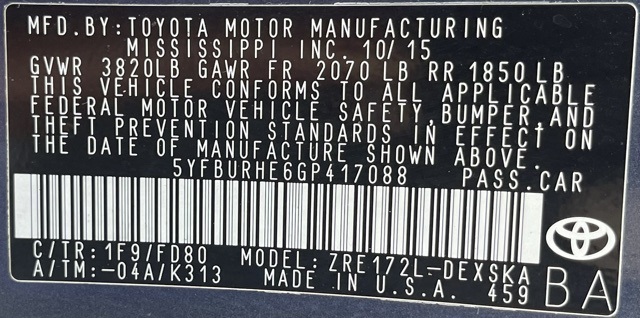 MFD.BY:TOYOTA MOTOR MANUFACTURING
MISSISSIPPI INC. 10/15
GVWR 3820LB GAWR FR 2070 LB RR 1850 LB
THIS VEHICLE CONFORMS TO ALL APPLICABLE
FEDERAL MOTOR VEHICLE SAFETY, BUMPER, AND
THEFT PREVENTION STANDARDS IN EFFECT ON
THE DATE OF MANUFACTURE SHOWN ABOVE.
5YFBURHE6GP417088 PASS.CAR
C/TR:1F9/FD80 MODEL:ZRE172L-DEXSKA
A/TM:-04A/K313 MADE IN U.S.A. 459 BA